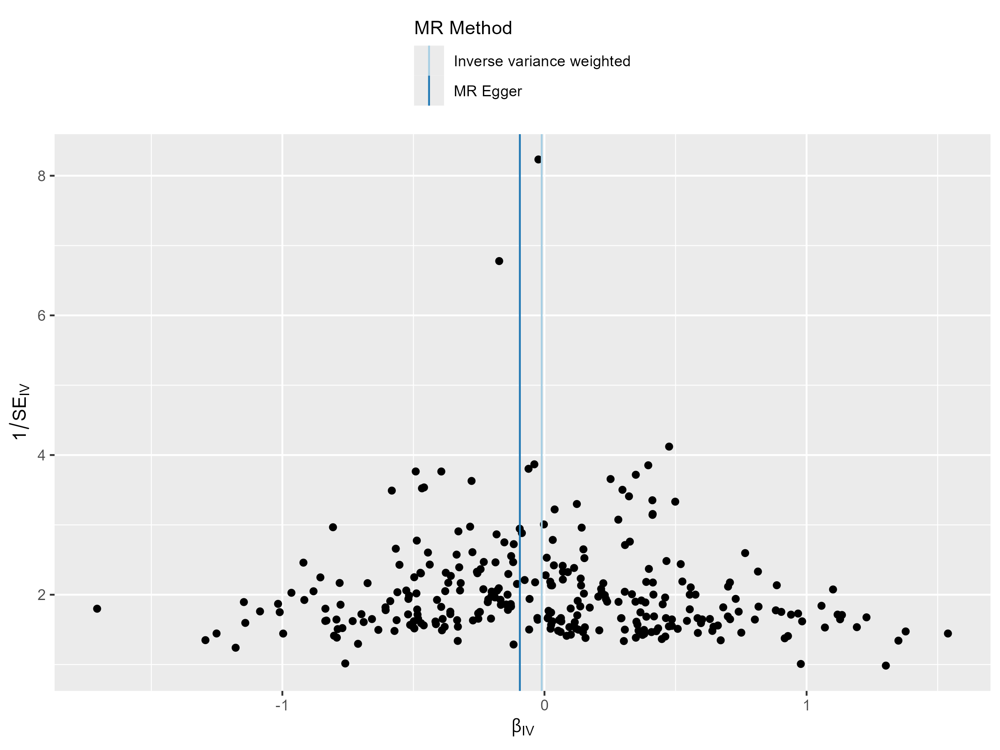 MR Method
Inverse variance weighted
MR Egger
8
6
4
2
1/SE_IV
-1
0
1
β_IV